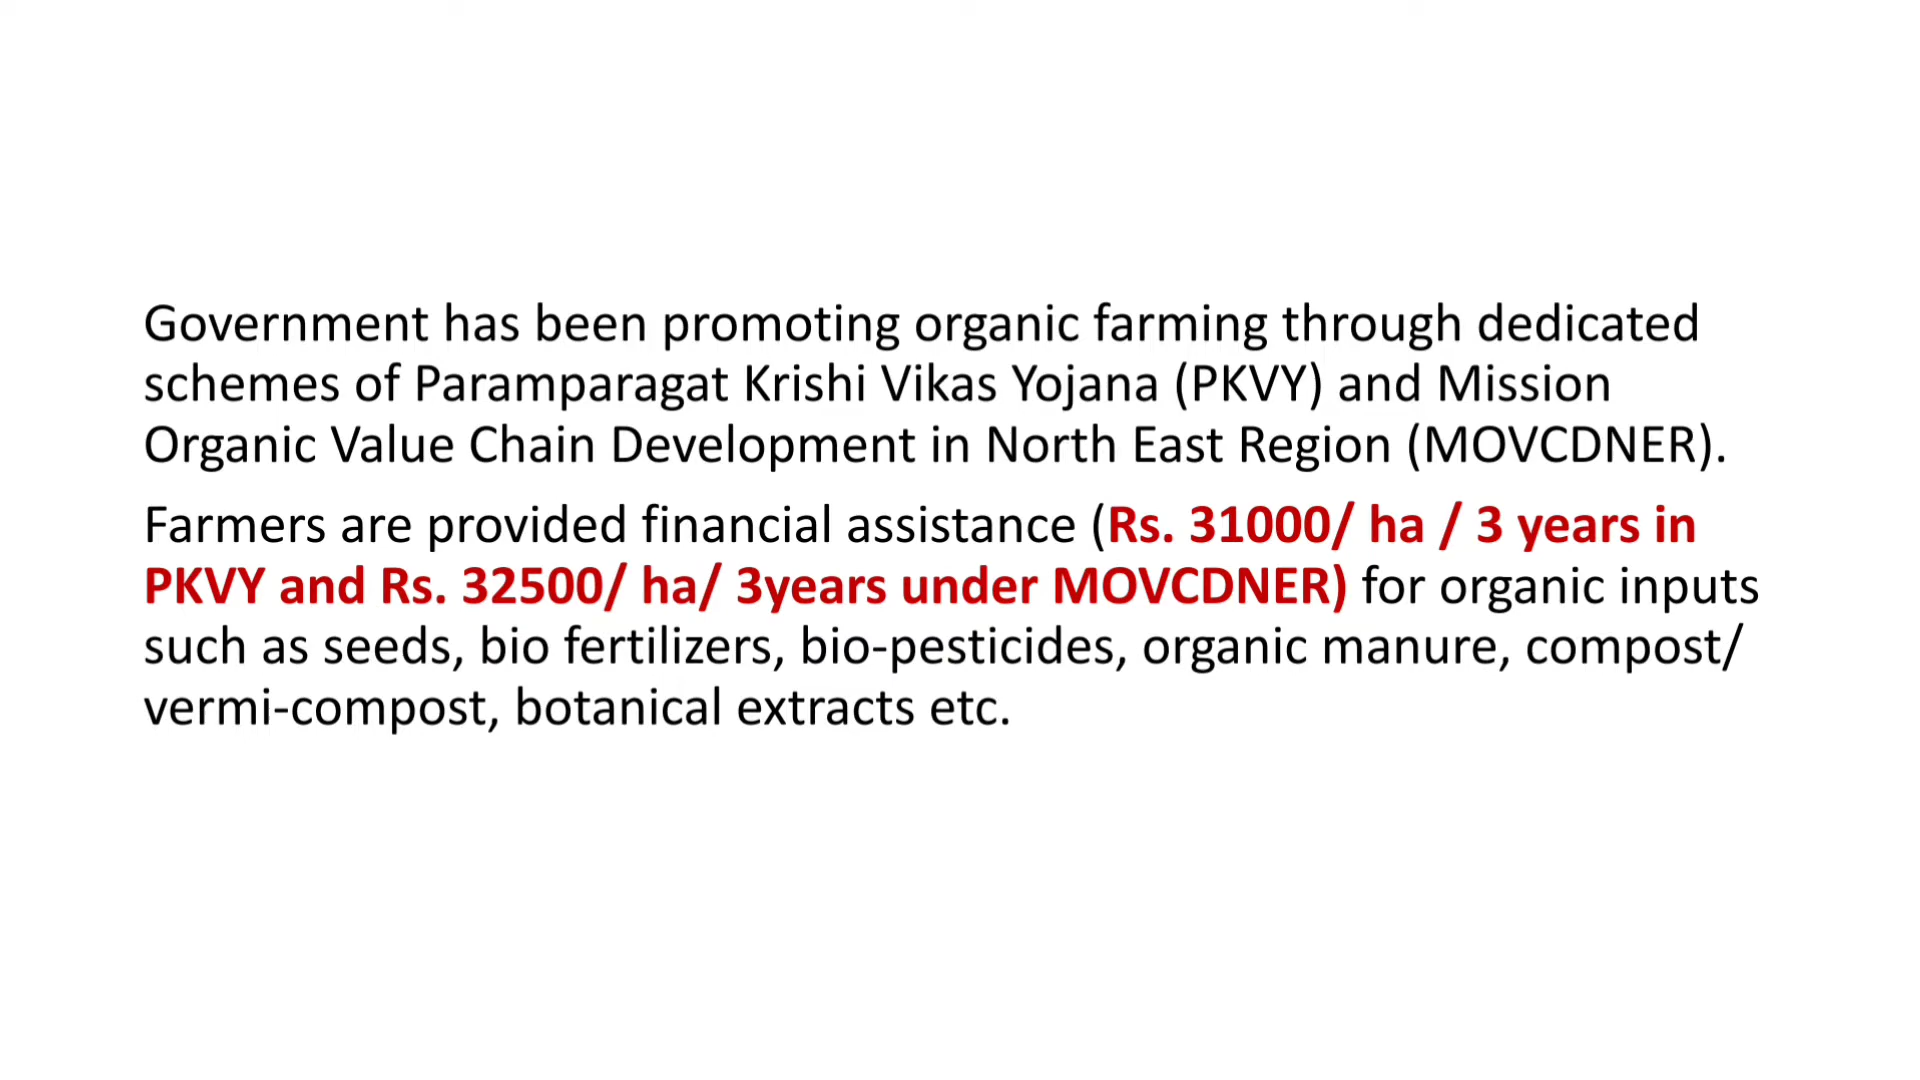 Government has been promoting organic farming through dedicated
schemes of Paramparagat Krishi Vikas Yojana (PKVY) and Mission
Organic Value Chain Development in North East Region (MOVCDNER).
Farmers are provided financial assistance (Rs. 31000/ ha / 3 years in
PKVY and Rs. 32500/ ha/ 3years under MOVCDNER) for organic inputs
such as seeds, bio fertilizers, bio-pesticides, organic manure, compost/
vermi-compost, botanical extracts etc.